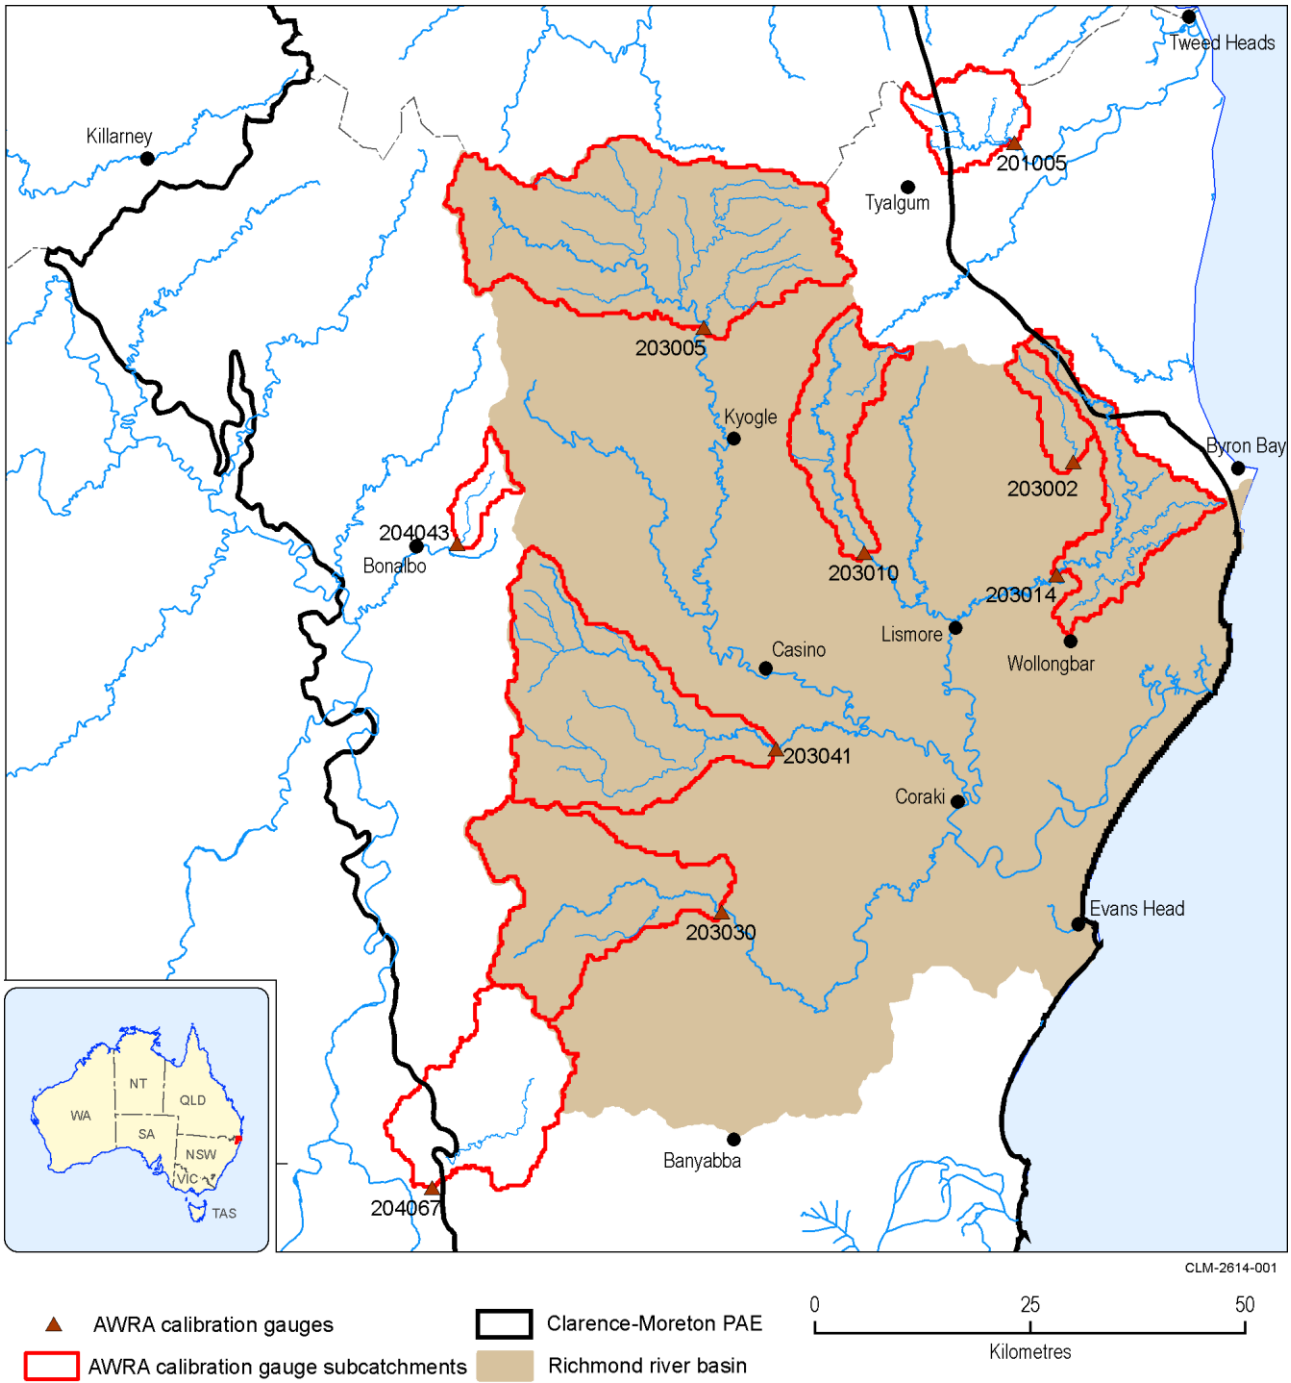 Tweed Heads
Killarney
201005
Tyalgum
203005
Kyogle
Byron Bay
203002
204043
Bonalbo
203010
203014
Lismore
Casino
Wollongbar
203041
Coraki
Evans Head
203030
NT
QLD
WA
SA
NSW
VIC
TAS
Banyabba
204067
CLM-2614-001
AWRA calibration gauges
AWRA calibration gauge subcatchments
Clarence-Moreton PAE
Richmond river basin
0 25 50
Kilometres